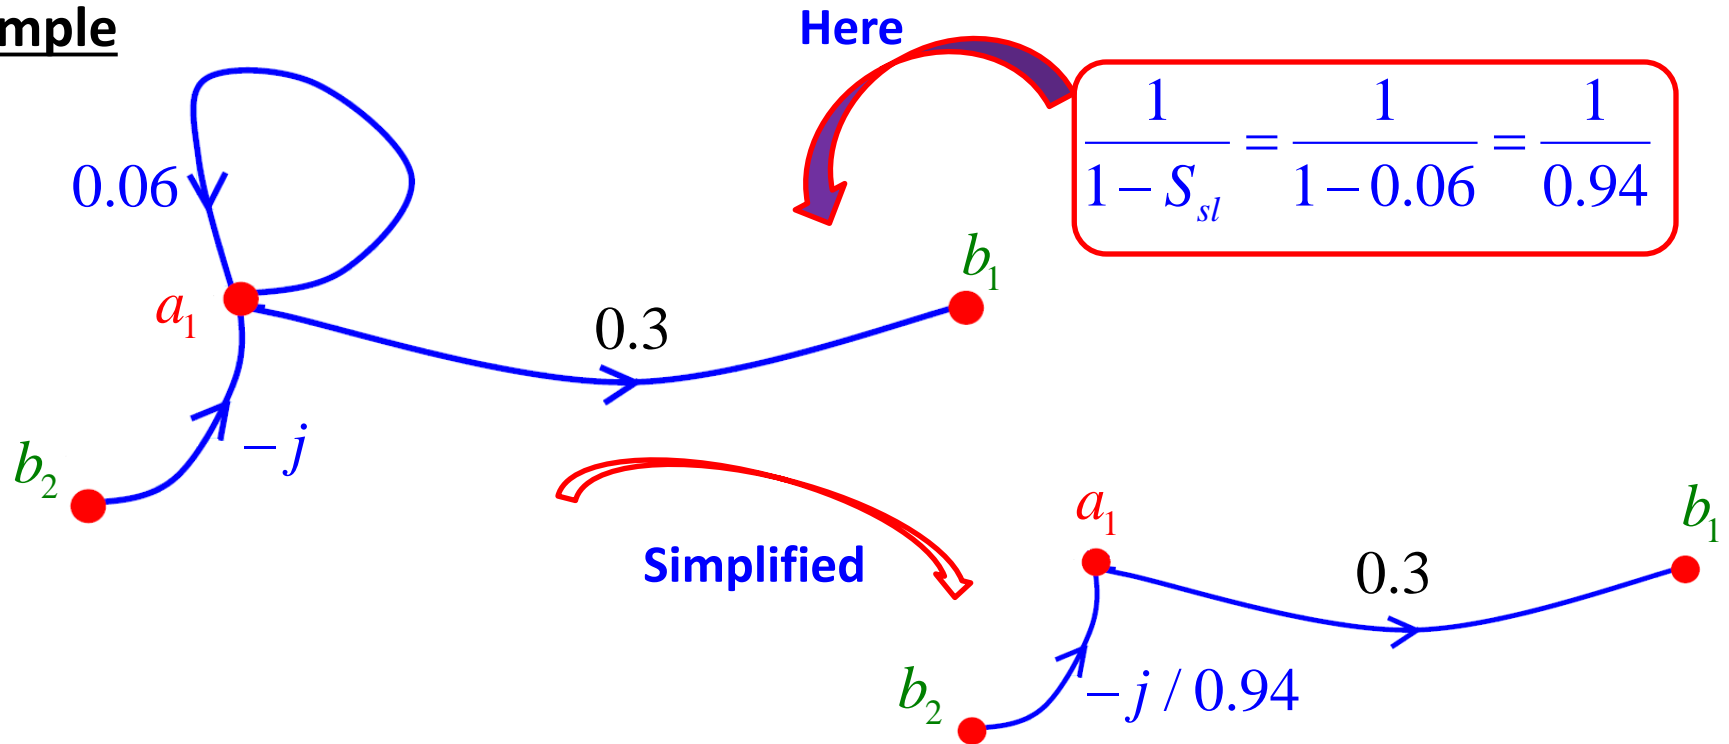 mple
Here
1/(1 − S_sl) = 1/(1 − 0.06) = 1/0.94
0.06
b₁
a₁
0.3
− j
b₂
Simplified
a₁
b₁
0.3
− j / 0.94
b₂